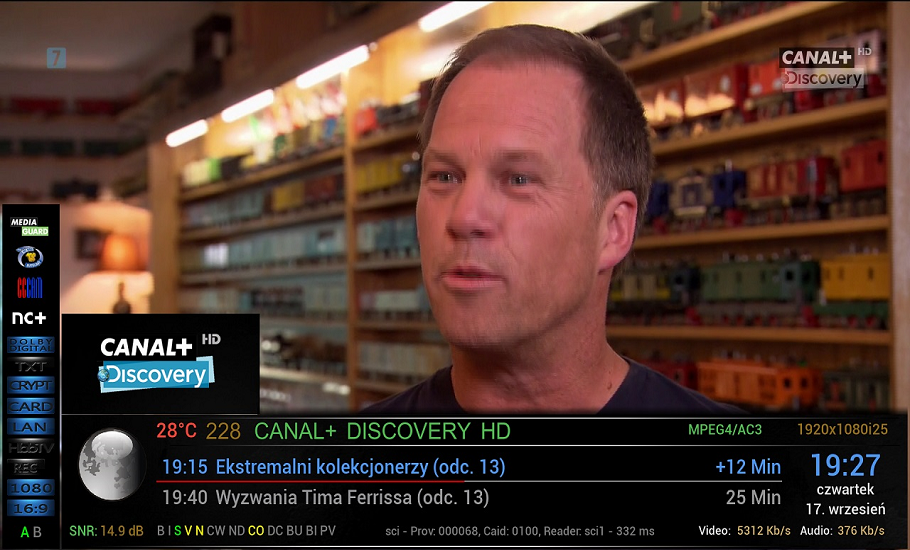 7
CANAL+ HD
Discovery
MEDIA
GUARD
CCcam
nc+
DOLBY
DIGITAL
TXT
CRYPT
CARD
LAN
HbbTV
REC
1080
16:9
A B
CANAL+ HD
Discovery
28°C 228 CANAL+ DISCOVERY HD MPEG4/AC3 1920x1080i25
19:15 Ekstremalni kolekcjonerzy (odc. 13) +12 Min
19:27
19:40 Wyzwania Tima Ferrissa (odc. 13) 25 Min
czwartek
17. wrzesień
SNR: 14.9 dB B I S V N CW ND CO DC BU BI PV sci - Prov: 000068, Caid: 0100, Reader: sci1 - 332 ms Video: 5312 Kb/s Audio: 376 Kb/s